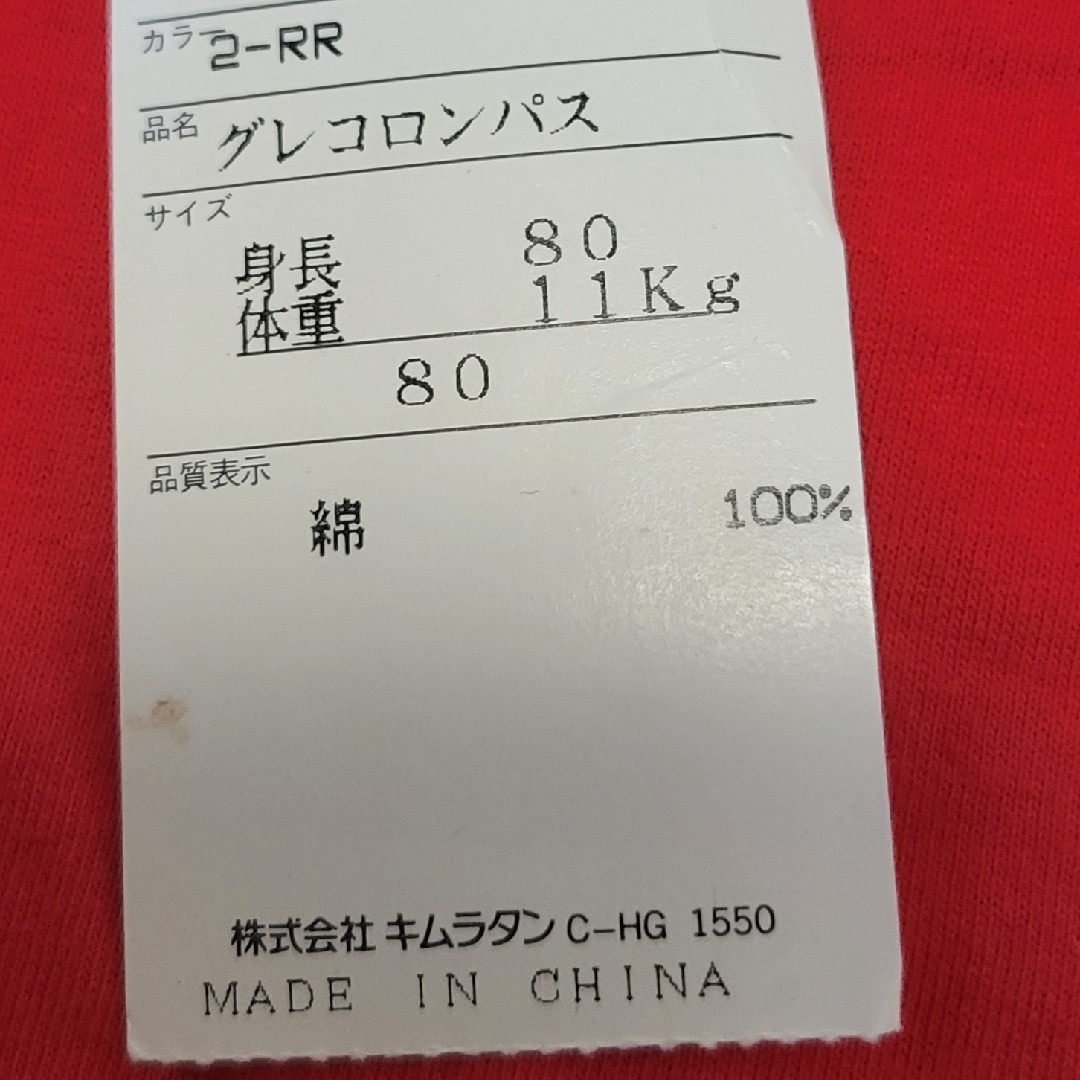 カラー 2-RR
品名 グレコロンパス
サイズ
身長 80
体重 11Kg
80
品質表示
綿 100%
株式会社 キムラタン C-HG 1550
MADE IN CHINA